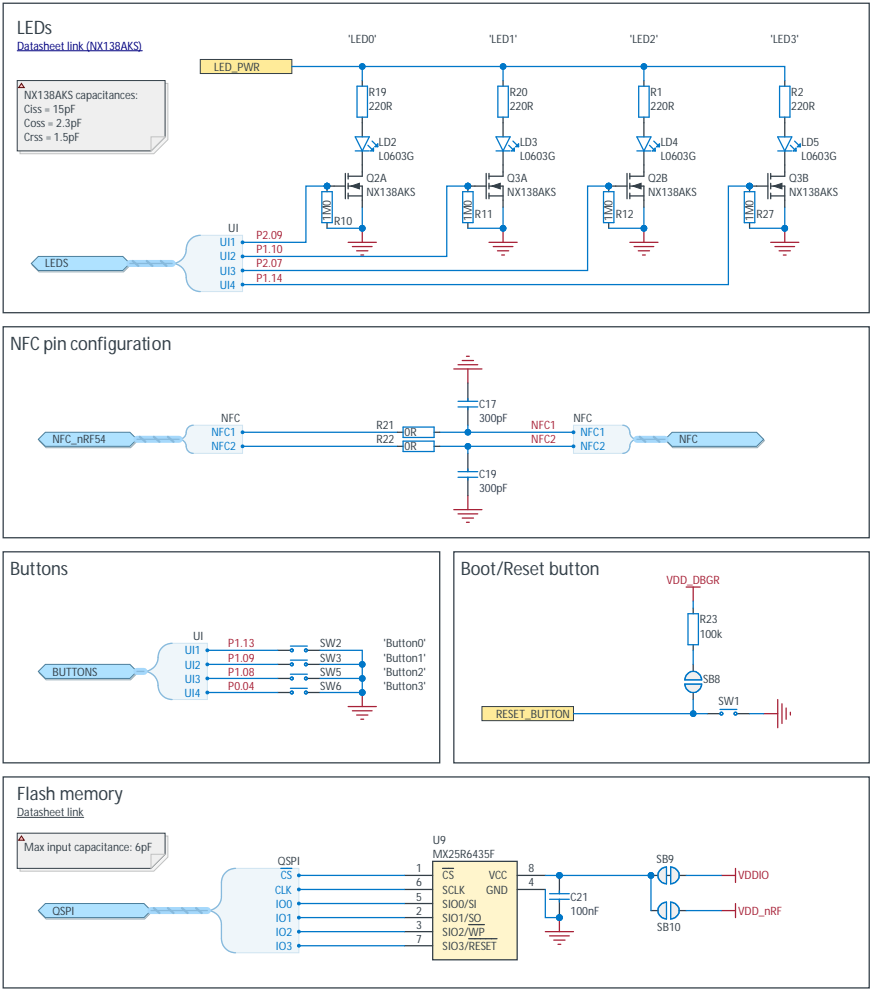 LEDs
Datasheet link (NX138AKS)
'LED0' 'LED1' 'LED2' 'LED3'
LED_PWR
NX138AKS capacitances:
Ciss = 15pF
Coss = 2.3pF
Crss = 1.5pF
R19 R20 R1 R2
220R 220R 220R 220R
LD2 LD3 LD4 LD5
L0603G L0603G L0603G L0603G
Q2A Q3A Q2B Q3B
NX138AKS NX138AKS NX138AKS NX138AKS
1M0 1M0 1M0 1M0
R10 R11 R12 R27
UI
UI1 P2.09
UI2 P1.10
LEDS
UI3 P2.07
UI4 P1.14
NFC pin configuration
C17
300pF
NFC NFC
NFC_nRF54
NFC1 R21 0R NFC1 NFC1
NFC2 R22 0R NFC2 NFC2
NFC
C19
300pF
Buttons
UI
BUTTONS
UI1 P1.13 SW2 'Button0'
UI2 P1.09 SW3 'Button1'
UI3 P1.08 SW5 'Button2'
UI4 P0.04 SW6 'Button3'
Boot/Reset button
VDD_DBGR
R23
100k
SB8
SW1
RESET_BUTTON
Flash memory
Datasheet link
Max input capacitance: 6pF
U9
MX25R6435F
QSPI
QSPI
CS 1 CS VCC 8
CLK 6 SCLK GND 4
IO0 5 SIO0/SI
IO1 2 SIO1/SO
IO2 3 SIO2/WP
IO3 7 SIO3/RESET
C21
100nF
SB9
VDDIO
VDD_nRF
SB10